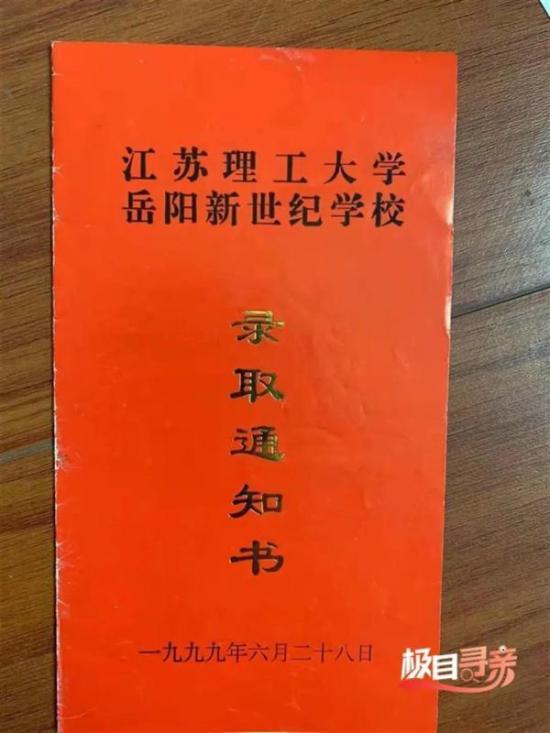 江苏理工大学
岳阳新世纪学校
录取通知书
一九九九年六月二十八日
极目寻亲